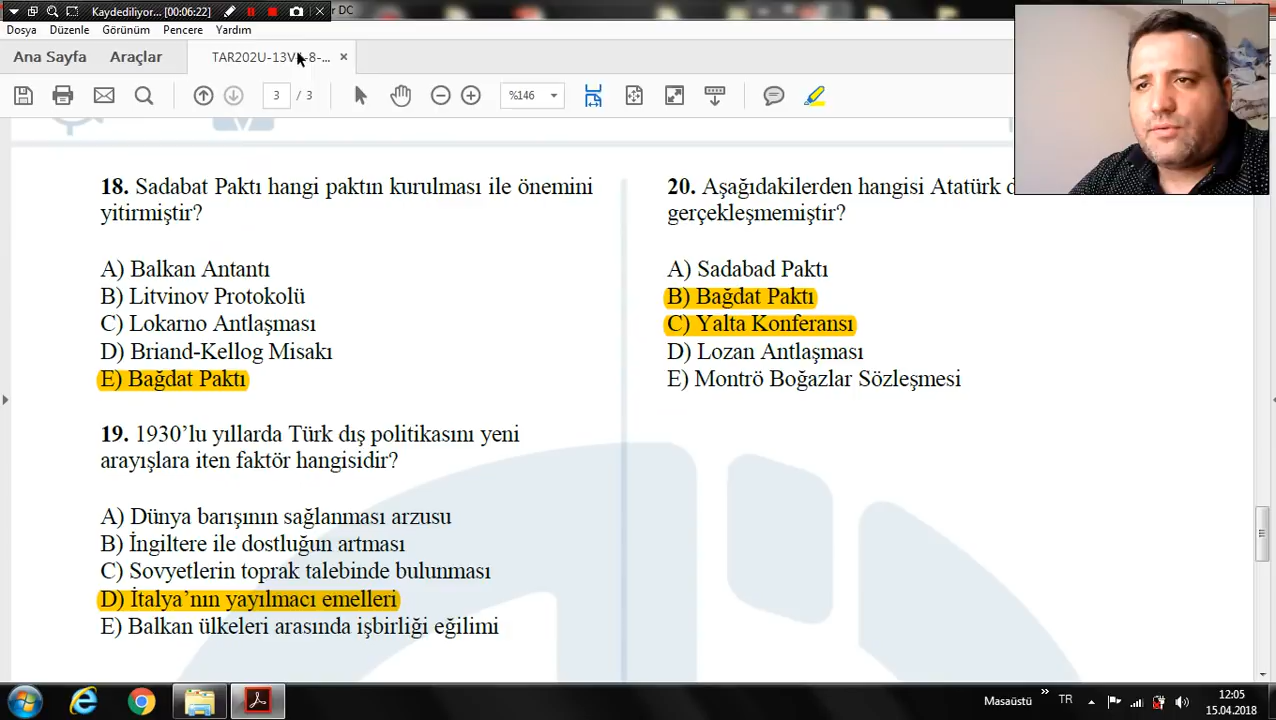 Kaydediliyor... [00:06:22]
r DC
Dosya Düzenle Görünüm Pencere Yardım
Ana Sayfa Araçlar
3 / 3
%146
18. Sadabat Paktı hangi paktın kurulması ile önemini
yitirmiştir?
A) Balkan Antantı
B) Litvinov Protokolü
C) Lokarno Antlaşması
D) Briand-Kellog Misakı
E) Bağdat Paktı
19. 1930’lu yıllarda Türk dış politikasını yeni
arayışlara iten faktör hangisidir?
A) Dünya barışının sağlanması arzusu
B) İngiltere ile dostluğun artması
C) Sovyetlerin toprak talebinde bulunması
D) İtalya’nın yayılmacı emelleri
E) Balkan ülkeleri arasında işbirliği eğilimi
20. Aşağıdakilerden hangisi Atatürk d
gerçekleşmemiştir?
A) Sadabad Paktı
B) Bağdat Paktı
C) Yalta Konferansı
D) Lozan Antlaşması
E) Montrö Boğazlar Sözleşmesi
Masaüstü
TR
12:05
15.04.2018